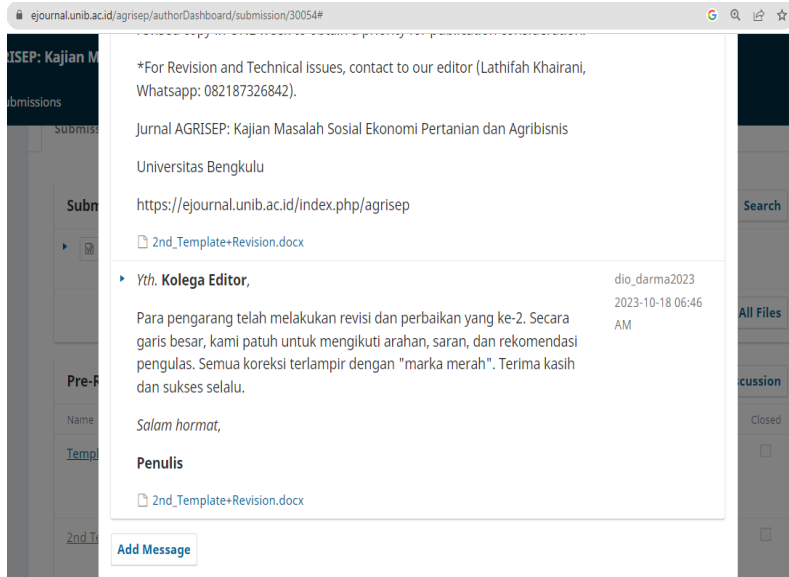 ejournal.unib.ac.id/agrisep/authorDashboard/submission/30054#
RISEP: Kajian M
ubmissions
Submiss
Subm
Search
All Files
Pre-R
cussion
Name
Closed
Templ
2nd Te
*For Revision and Technical issues, contact to our editor (Lathifah Khairani,
Whatsapp: 082187326842).
Jurnal AGRISEP: Kajian Masalah Sosial Ekonomi Pertanian dan Agribisnis
Universitas Bengkulu
https://ejournal.unib.ac.id/index.php/agrisep
2nd_Template+Revision.docx
Yth. Kolega Editor,
dio_darma2023
2023-10-18 06:46
AM
Para pengarang telah melakukan revisi dan perbaikan yang ke-2. Secara
garis besar, kami patuh untuk mengikuti arahan, saran, dan rekomendasi
pengulas. Semua koreksi terlampir dengan "marka merah". Terima kasih
dan sukses selalu.
Salam hormat,
Penulis
2nd_Template+Revision.docx
Add Message